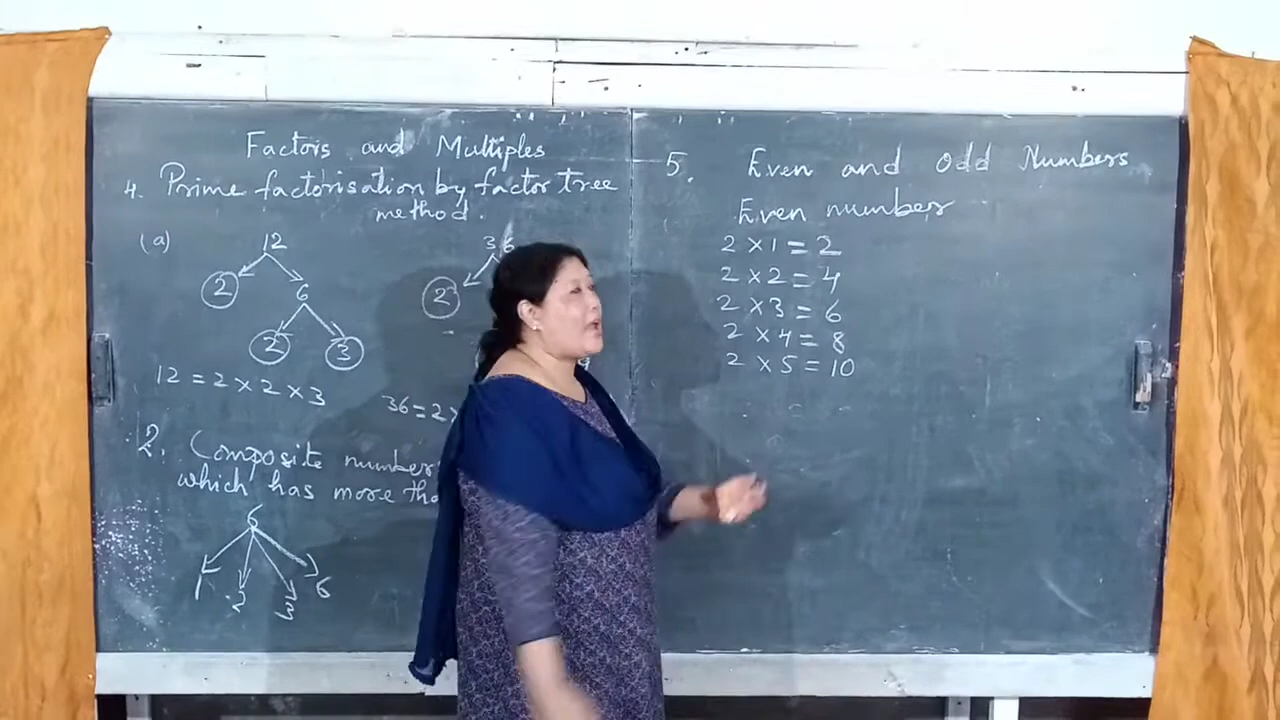 Factors and Multiples
4. Prime factorisation by factor tree
method.
(a) 12
2 6
2 3
12 = 2 × 2 × 3
36
2
36 = 2 ×
2. Composite number
which has more
6
1 2 3 6
5. Even and Odd Numbers
Even number
2 × 1 = 2
2 × 2 = 4
2 × 3 = 6
2 × 4 = 8
2 × 5 = 10